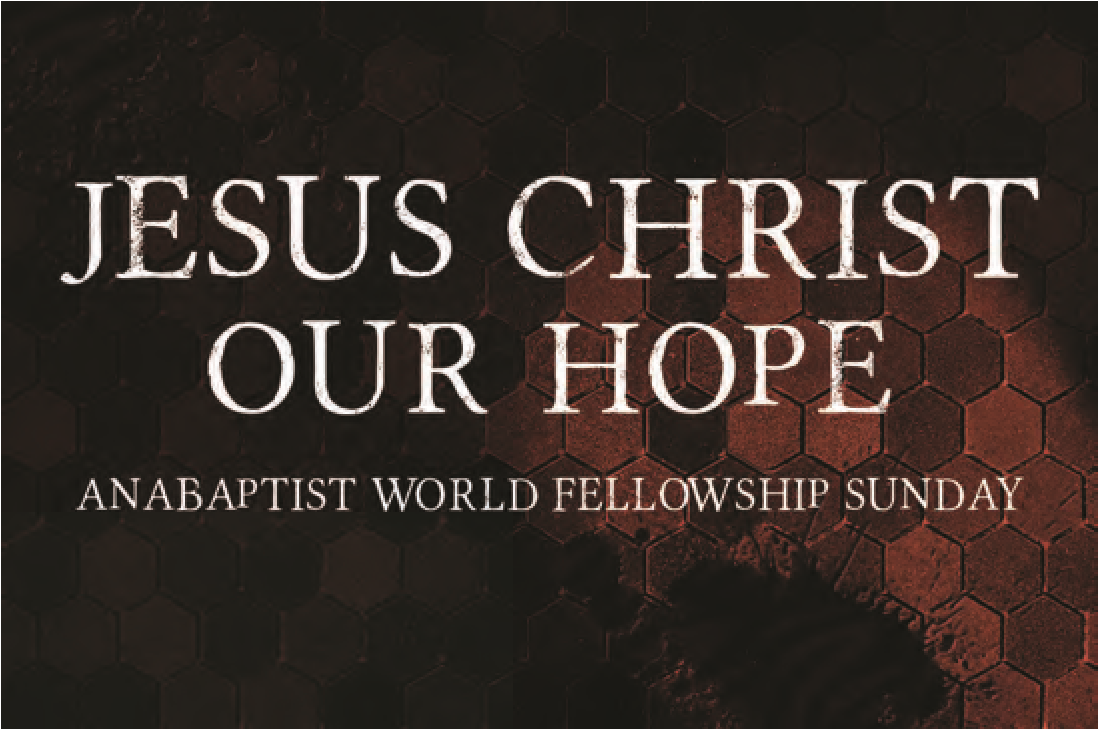 JESUS CHRIST
OUR HOPE
ANABAPTIST WORLD FELLOWSHIP SUNDAY